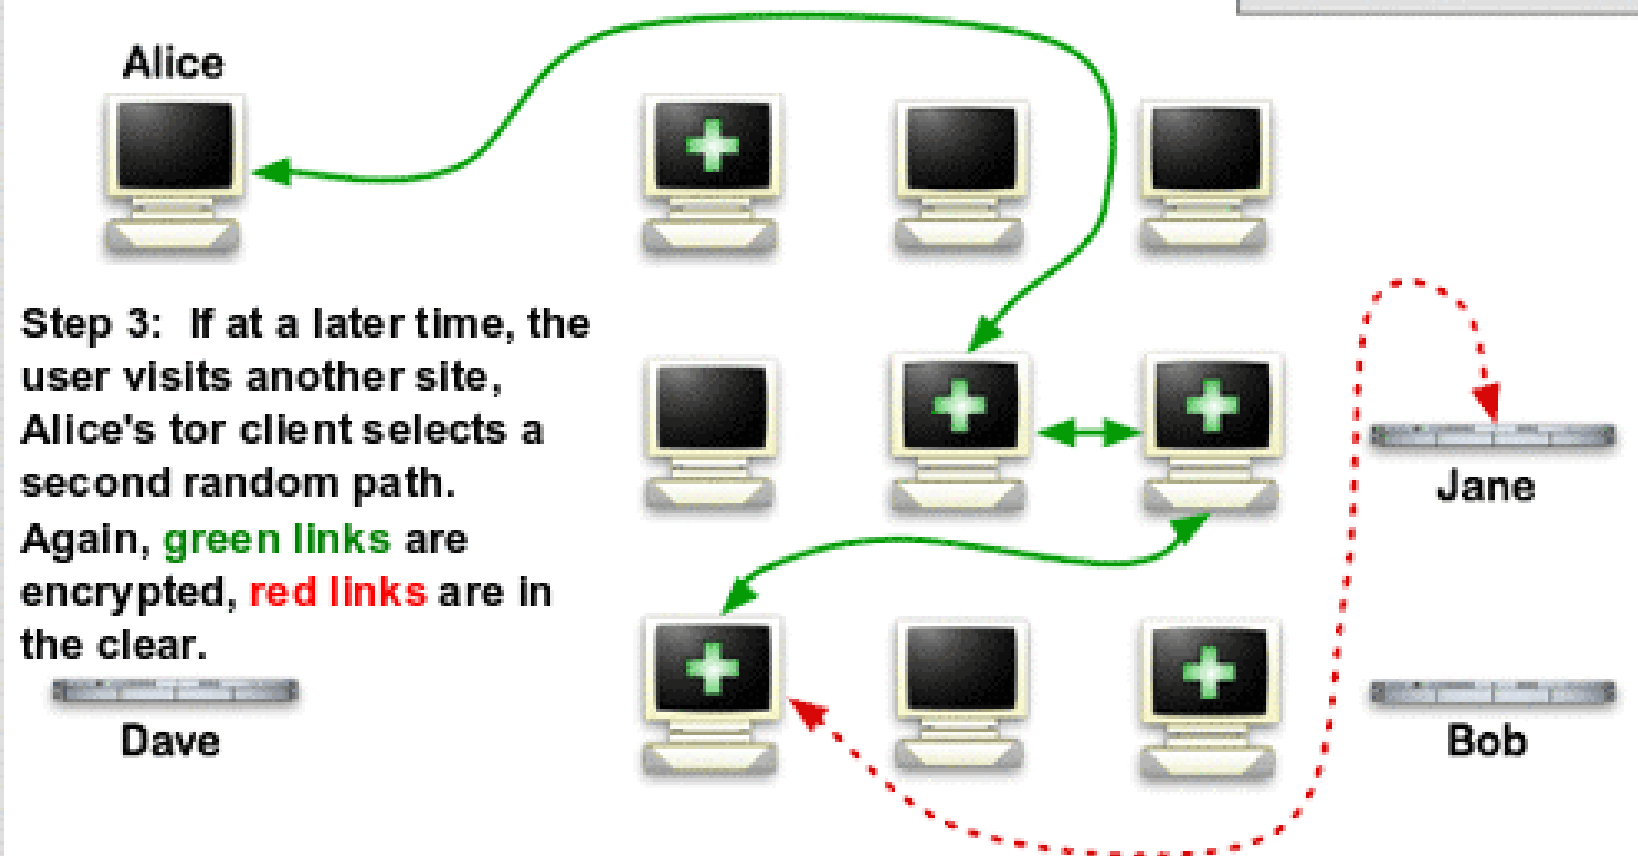 Alice
Step 3: If at a later time, the
user visits another site,
Alice's tor client selects a
second random path.
Again, green links are
encrypted, red links are in
the clear.
Dave
Jane
Bob